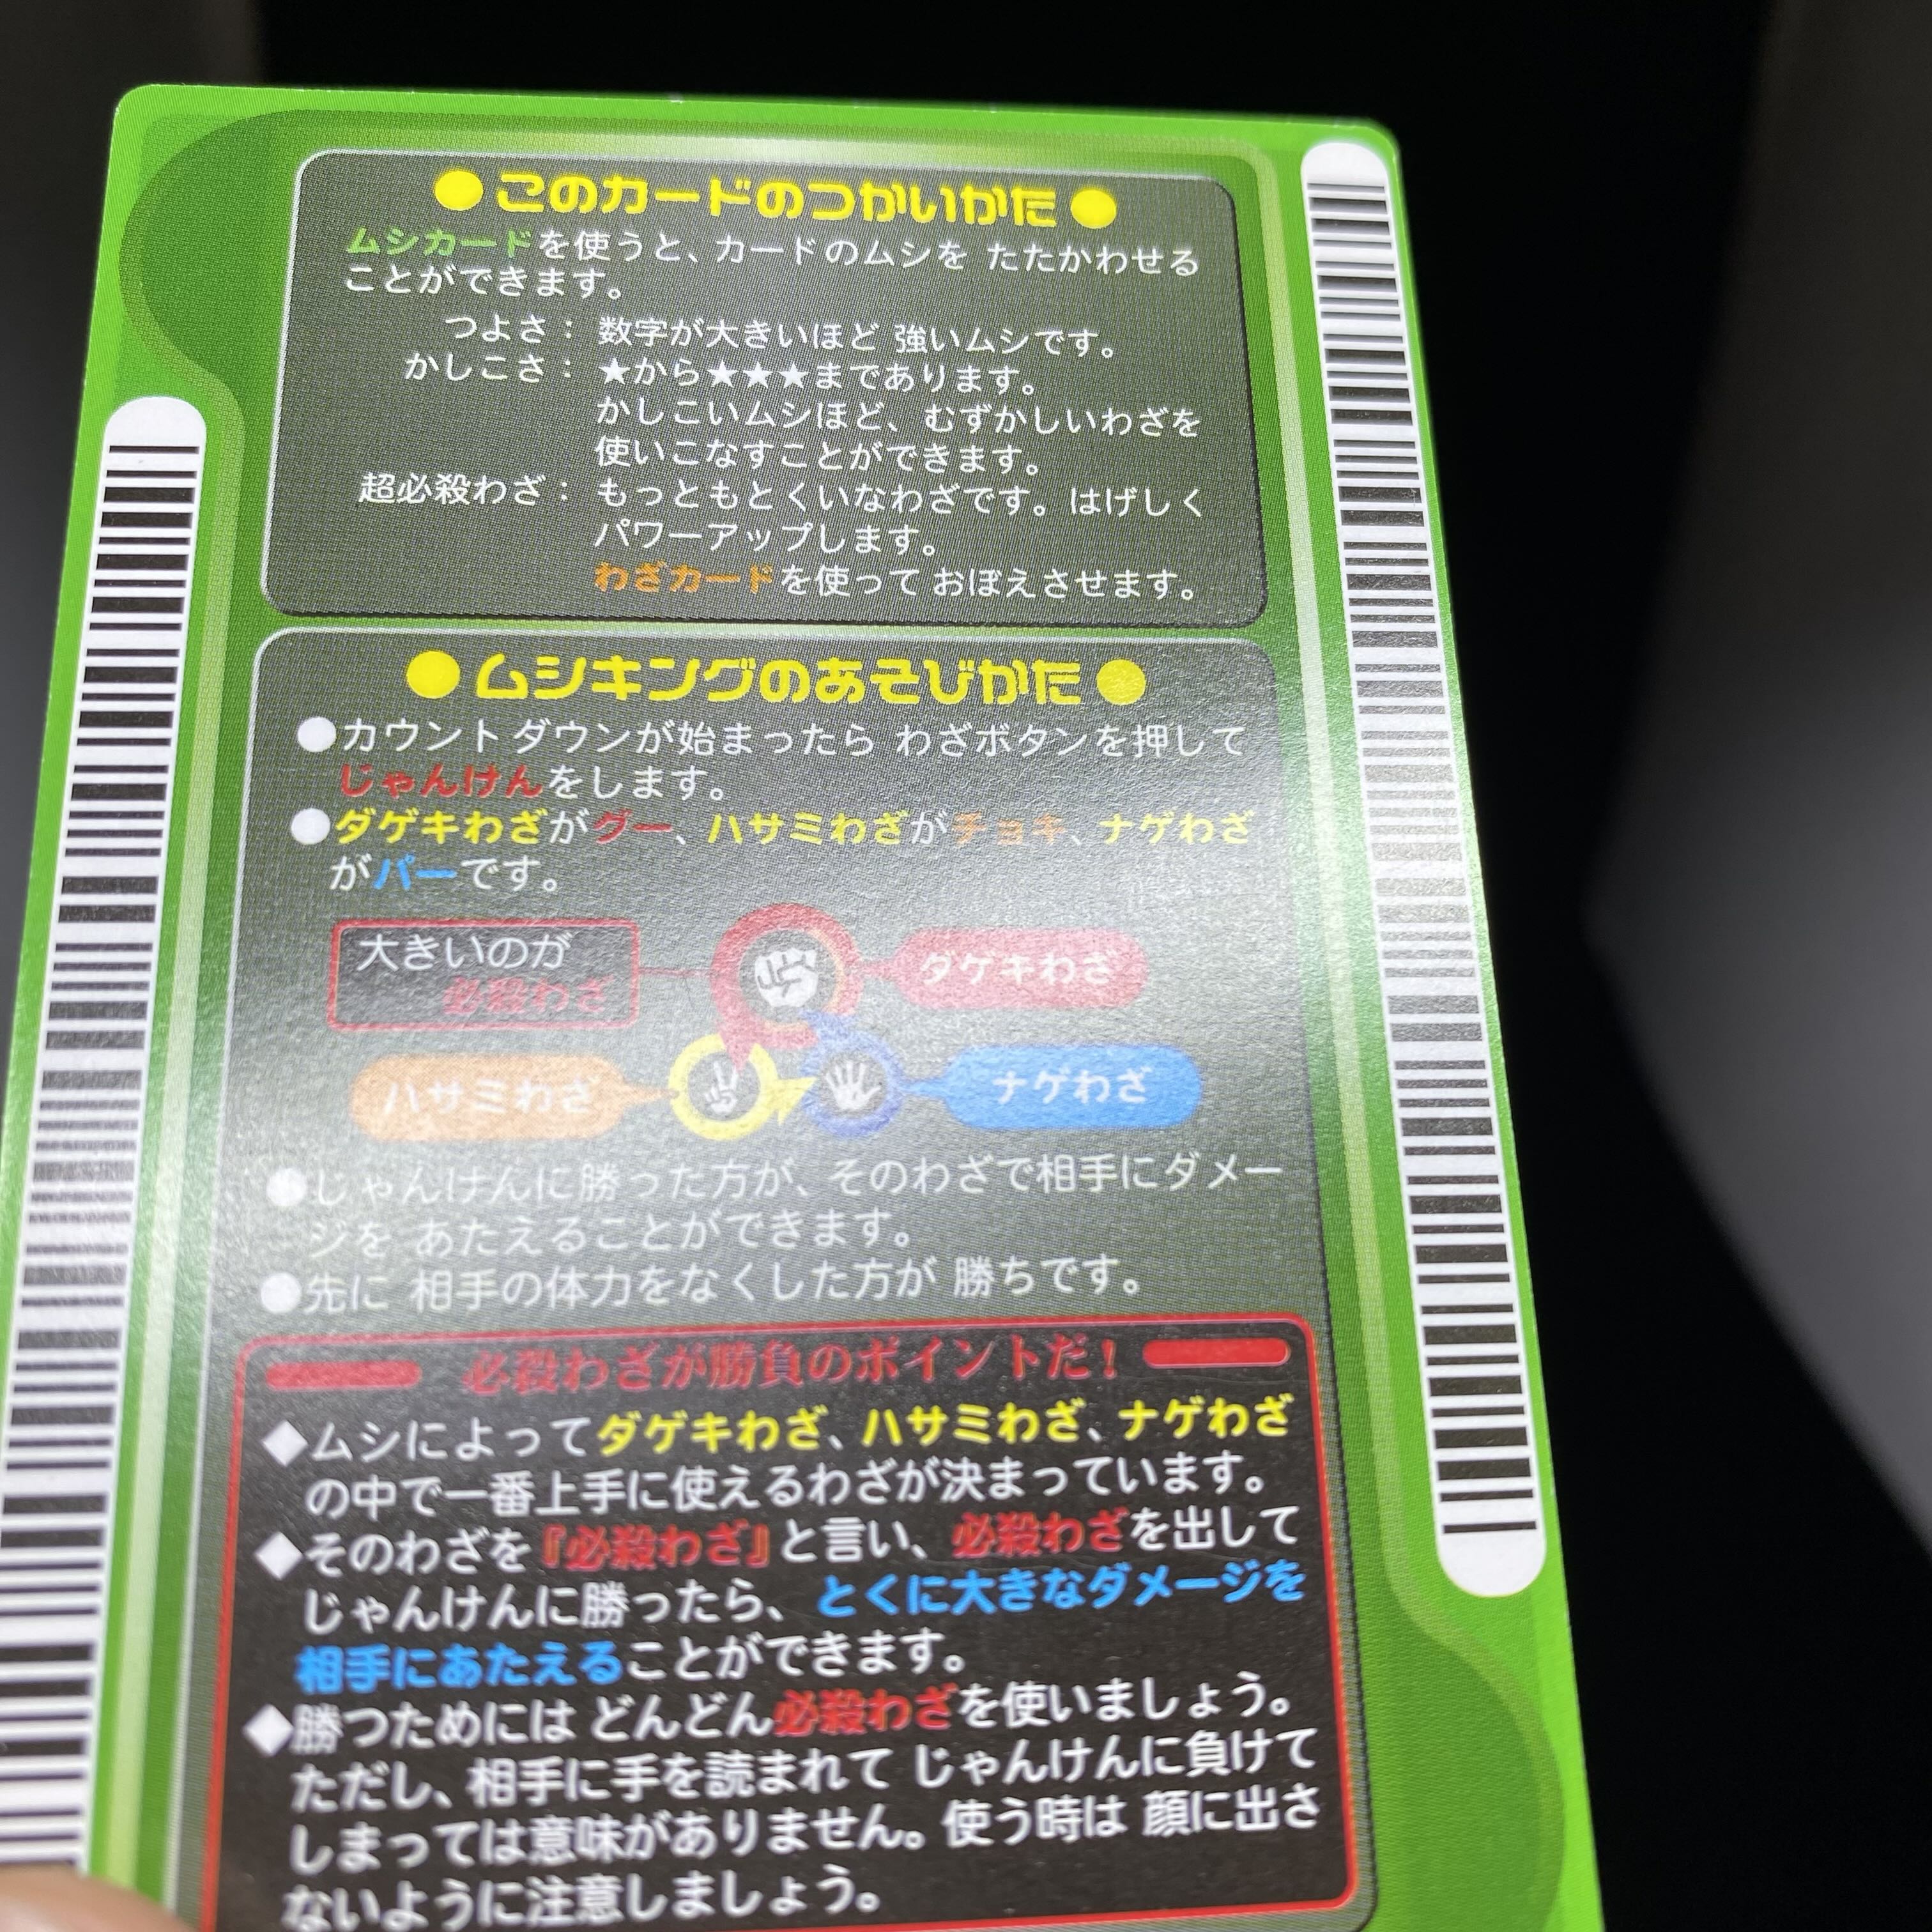 ●このカードのつかいかた●
ムシカードを使うと、カードのムシを たたかわせる
ことができます。
つよさ： 数字が大きいほど 強いムシです。
かしこさ： ★から★★★まであります。
かしこいムシほど、むずかしいわざを
使いこなすことができます。
超必殺わざ： もっともとくいなわざです。はげしく
パワーアップします。
わざカードを使って おぼえさせます。
●ムシキングのあそびかた●
●カウントダウンが始まったら わざボタンを押して
じゃんけんをします。
●ダゲキわざがグー、ハサミわざがチョキ、ナゲわざ
がパーです。
大きいのが
必殺わざ
ダゲキわざ
ハサミわざ
ナゲわざ
●じゃんけんに勝った方が、そのわざで相手にダメー
ジを あたえることができます。
●先に 相手の体力をなくした方が 勝ちです。
必殺わざが勝負のポイントだ！
◆ムシによってダゲキわざ、ハサミわざ、ナゲわざ
の中で一番上手に使えるわざが決まっています。
◆そのわざを『必殺わざ』と言い、必殺わざを出して
じゃんけんに勝ったら、とくに大きなダメージを
相手にあたえることができます。
◆勝つためには どんどん必殺わざを使いましょう。
ただし、相手に手を読まれて じゃんけんに負けて
しまっては意味がありません。使う時は 顔に出さ
ないように注意しましょう。